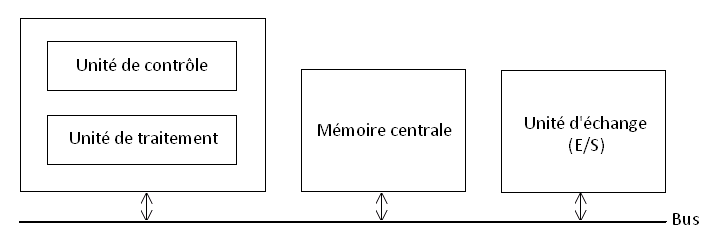 Unité de contrôle
Unité de traitement
Mémoire centrale
Unité d'échange
(E/S)
Bus